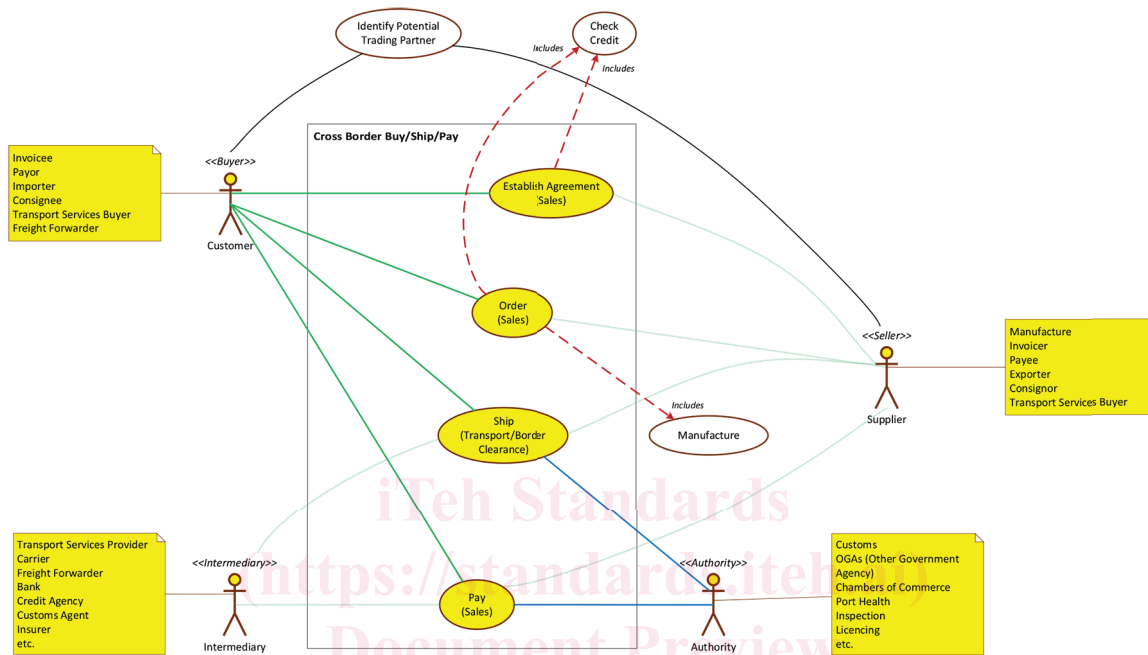 Identify Potential
Trading Partner
Check
Credit
Includes
Includes
Cross Border Buy/Ship/Pay
Invoicee
Payor
Importer
Consignee
Transport Services Buyer
Freight Forwarder
<<Buyer>>
Customer
Establish Agreement
(Sales)
Order
(Sales)
<<Seller>>
Supplier
Manufacture
Invoicer
Payee
Exporter
Consignor
Transport Services Buyer
Includes
Manufacture
Ship
(Transport/Border
Clearance)
iTeh Standards
(https://standards.iteh.ai)
Document Preview
Transport Services Provider
Carrier
Freight Forwarder
Bank
Credit Agency
Customs Agent
Insurer
etc.
<<Intermediary>>
Intermediary
Pay
(Sales)
<<Authority>>
Authority
Customs
OGAs (Other Government
Agency)
Chambers of Commerce
Port Health
Inspection
Licencing
etc.